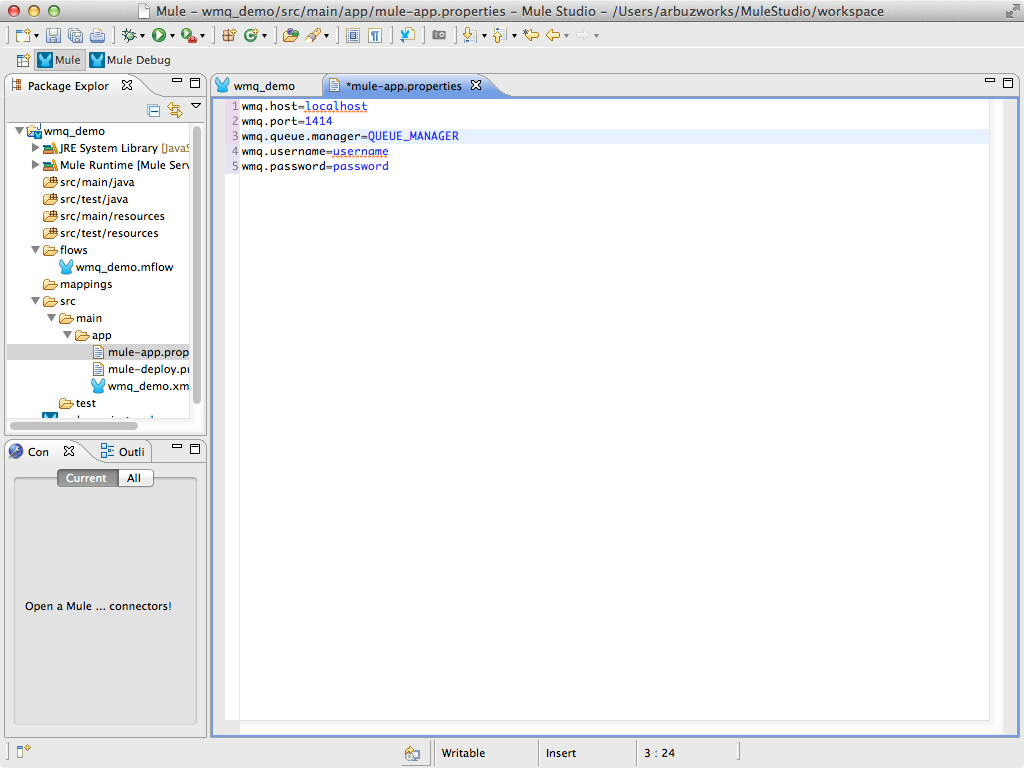 Mule – wmq_demo/src/main/app/mule-app.properties – Mule Studio – /Users/arbuzworks/MuleStudio/workspace
Mule Mule Debug
Package Explor
wmq_demo
JRE System Library [JavaS
Mule Runtime [Mule Serv
src/main/java
src/test/java
src/main/resources
src/test/resources
flows
wmq_demo.mflow
mappings
src
main
app
mule-app.prop
mule-deploy.pr
wmq_demo.xm
test
wmq_demo *mule-app.properties
1 wmq.host=localhost
2 wmq.port=1414
3 wmq.queue.manager=QUEUE_MANAGER
4 wmq.username=username
5 wmq.password=password
Con Outli
Current All
Open a Mule ... connectors!
Writable Insert 3 : 24